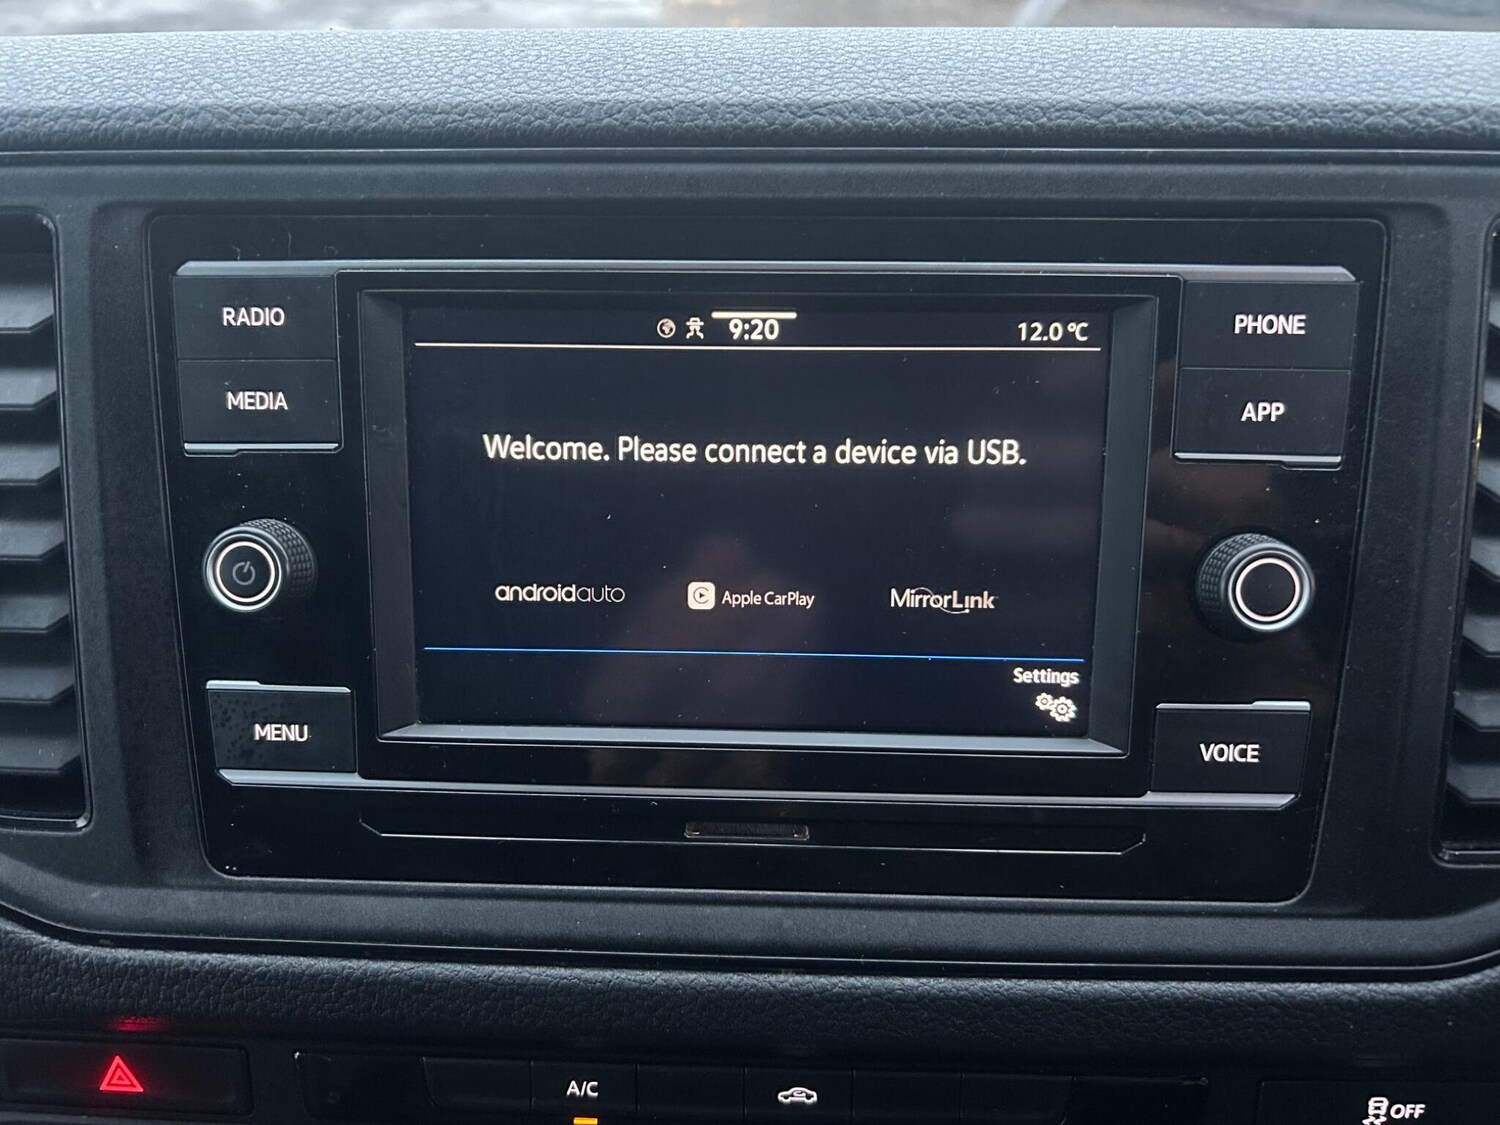 RADIO
MEDIA
MENU
9:20
12.0 °C
Welcome. Please connect a device via USB.
androidauto
Apple CarPlay
MirrorLink
Settings
PHONE
APP
VOICE
A/C
OFF